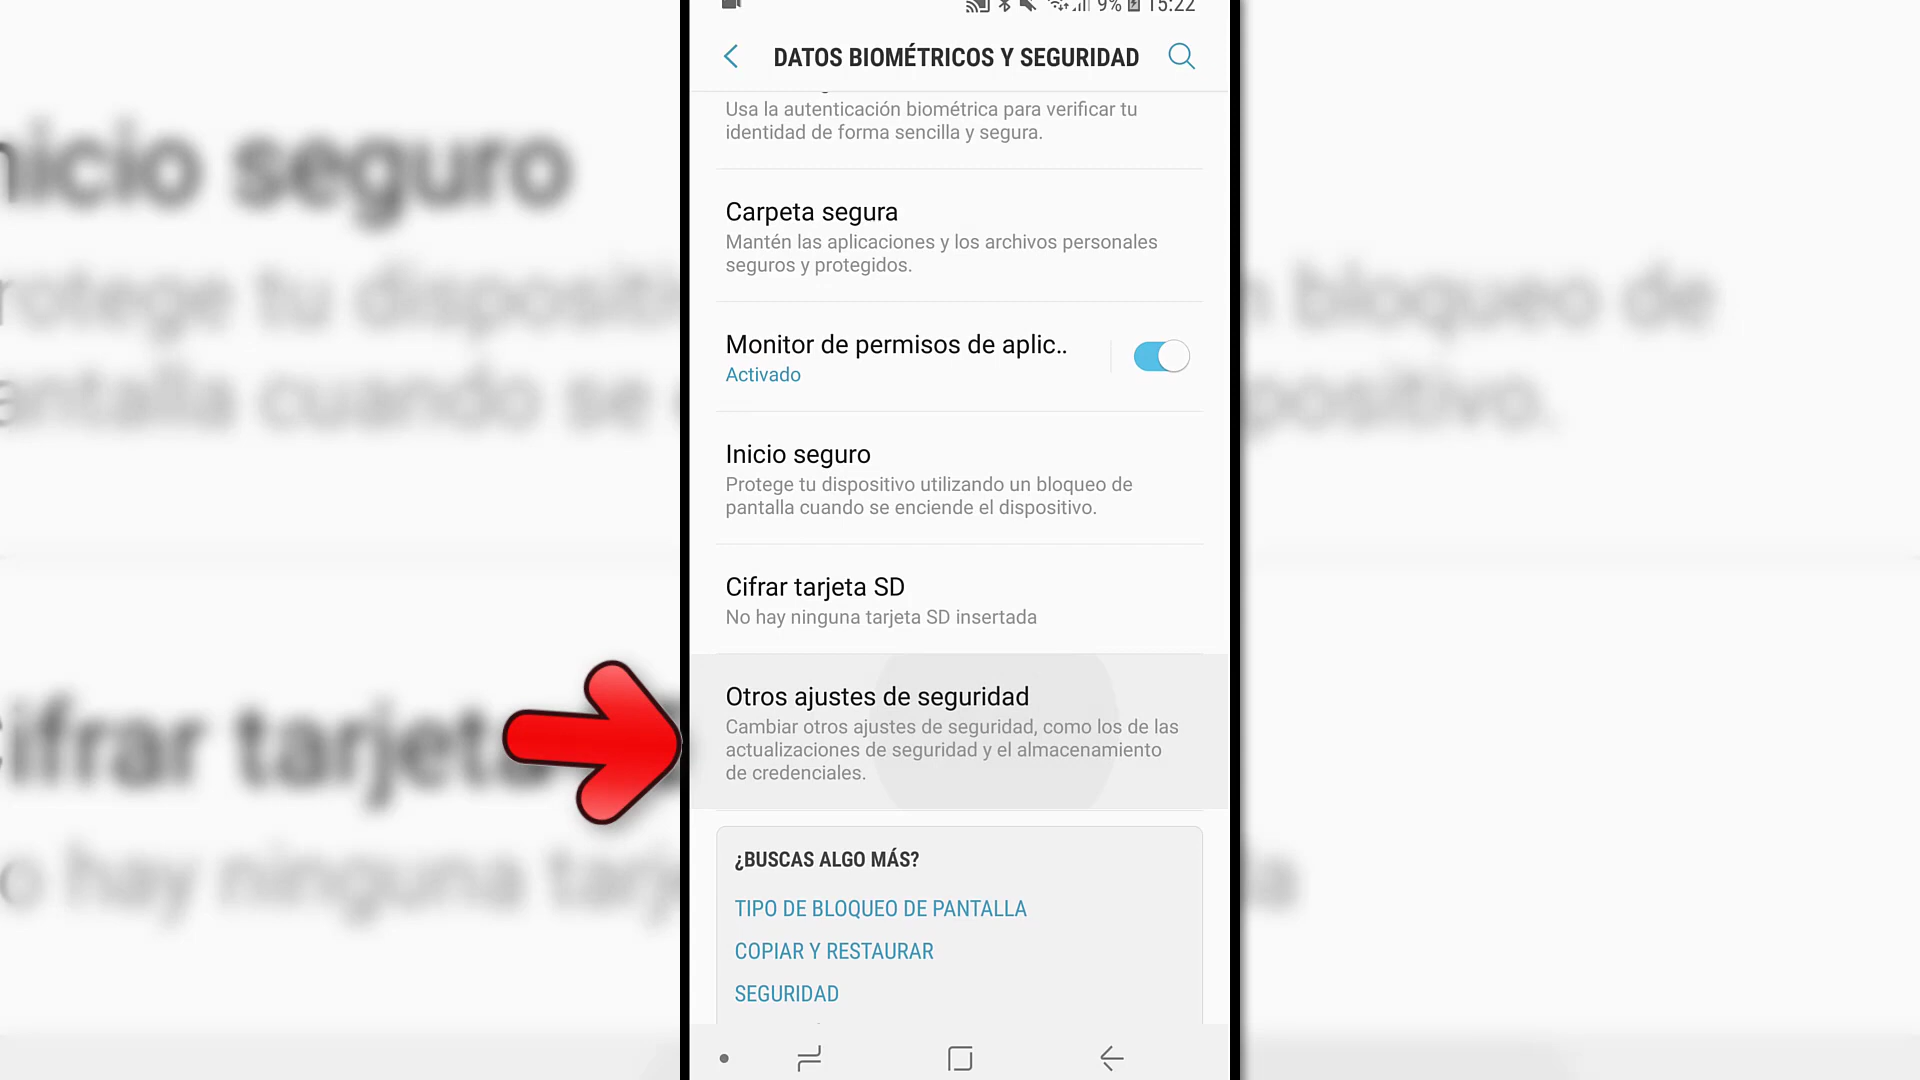 9% 15:22
DATOS BIOMÉTRICOS Y SEGURIDAD
Usa la autenticación biométrica para verificar tu
identidad de forma sencilla y segura.
Carpeta segura
Mantén las aplicaciones y los archivos personales
seguros y protegidos.
Monitor de permisos de aplic..
Activado
Inicio seguro
Protege tu dispositivo utilizando un bloqueo de
pantalla cuando se enciende el dispositivo.
Cifrar tarjeta SD
No hay ninguna tarjeta SD insertada
Otros ajustes de seguridad
Cambiar otros ajustes de seguridad, como los de las
actualizaciones de seguridad y el almacenamiento
de credenciales.
¿BUSCAS ALGO MÁS?
TIPO DE BLOQUEO DE PANTALLA
COPIAR Y RESTAURAR
SEGURIDAD